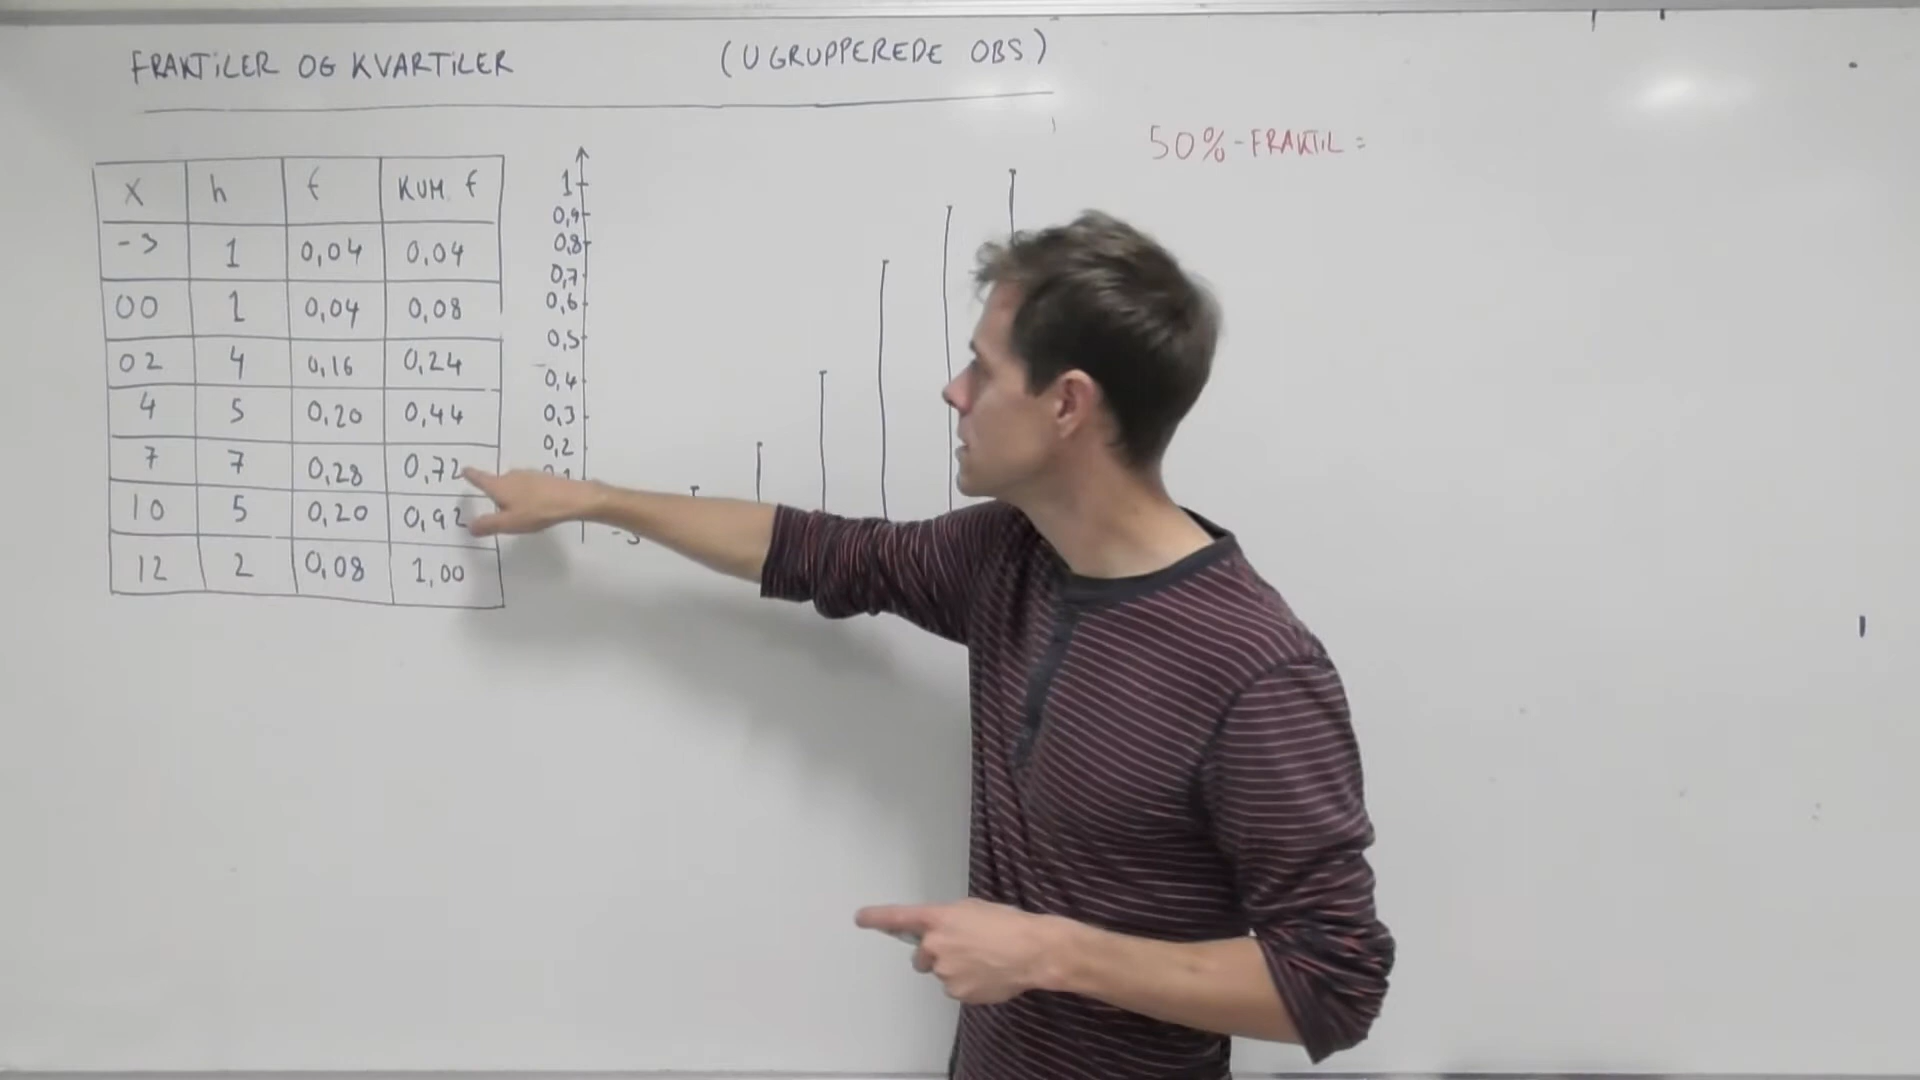 FRAKTILER OG KVARTILER (UGRUPPEREDE OBS)
50%-FRAKTIL =
X h f KUM. f
-3 1 0,04 0,04
00 1 0,04 0,08
02 4 0,16 0,24
4 5 0,20 0,44
7 7 0,28 0,72
10 5 0,20 0,92
12 2 0,08 1,00
1
0,9
0,8
0,7
0,6
0,5
0,4
0,3
0,2
-3